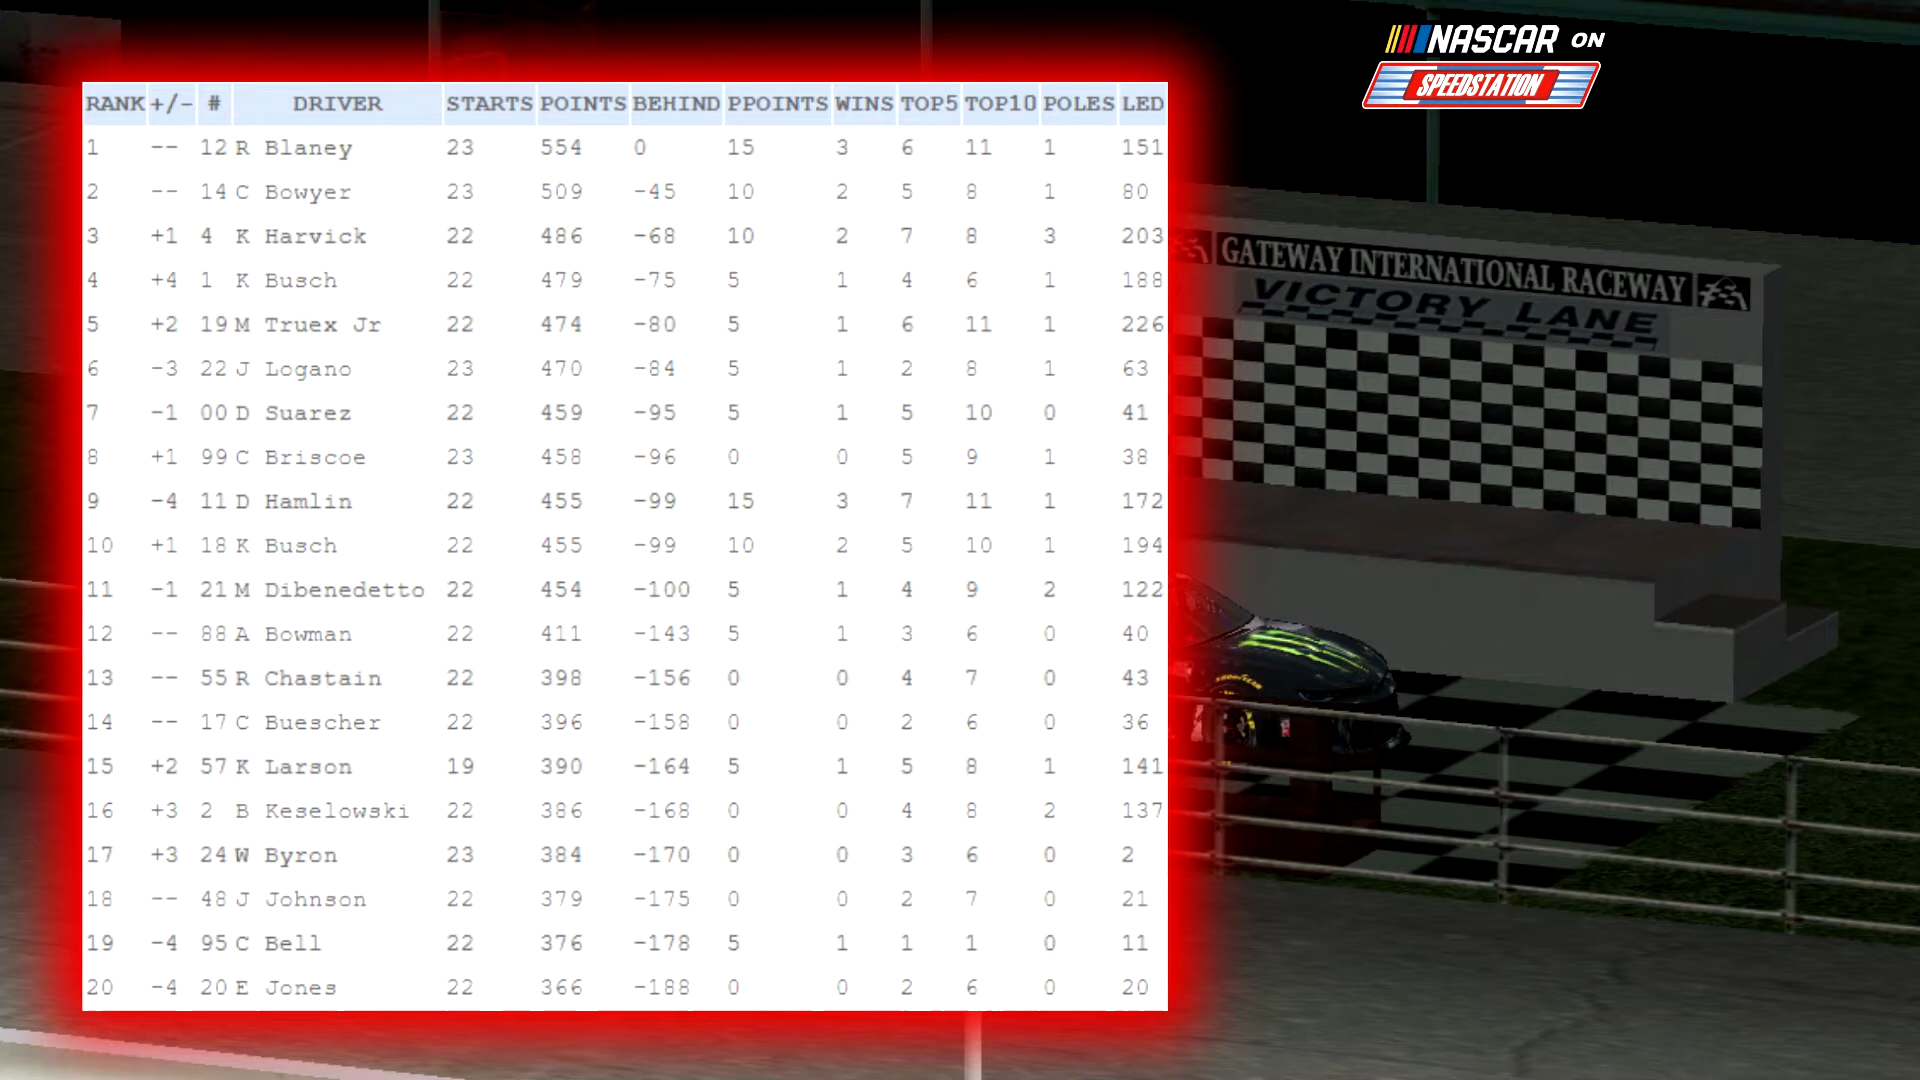 NASCAR ON
SPEEDSTATION
RANK +/- # DRIVER STARTS POINTS BEHIND PPOINTS WINS TOP5 TOP10 POLES LED
1 -- 12 R Blaney 23 554 0 15 3 6 11 1 151
2 -- 14 C Bowyer 23 509 -45 10 2 5 8 1 80
3 +1 4 K Harvick 22 486 -68 10 2 7 8 3 203
4 +4 1 K Busch 22 479 -75 5 1 4 6 1 188
5 +2 19 M Truex Jr 22 474 -80 5 1 6 11 1 226
6 -3 22 J Logano 23 470 -84 5 1 2 8 1 63
7 -1 00 D Suarez 22 459 -95 5 1 5 10 0 41
8 +1 99 C Briscoe 23 458 -96 0 0 5 9 1 38
9 -4 11 D Hamlin 22 455 -99 15 3 7 11 1 172
10 +1 18 K Busch 22 455 -99 10 2 5 10 1 194
11 -1 21 M Dibenedetto 22 454 -100 5 1 4 9 2 122
12 -- 88 A Bowman 22 411 -143 5 1 3 6 0 40
13 -- 55 R Chastain 22 398 -156 0 0 4 7 0 43
14 -- 17 C Buescher 22 396 -158 0 0 2 6 0 36
15 +2 57 K Larson 19 390 -164 5 1 5 8 1 141
16 +3 2 B Keselowski 22 386 -168 0 0 4 8 2 137
17 +3 24 W Byron 23 384 -170 0 0 3 6 0 2
18 -- 48 J Johnson 22 379 -175 0 0 2 7 0 21
19 -4 95 C Bell 22 376 -178 5 1 1 1 0 11
20 -4 20 E Jones 22 366 -188 0 0 2 6 0 20
GATEWAY INTERNATIONAL RACEWAY
VICTORY LANE